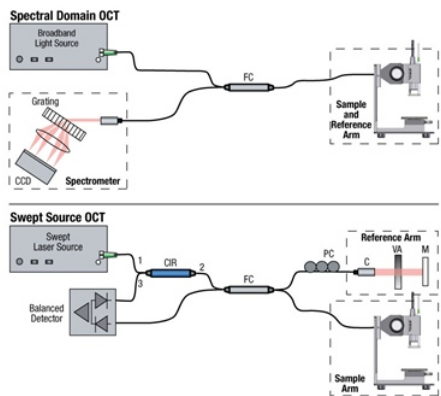 Spectral Domain OCT
Broadband
Light Source
FC
Grating
CCD
Spectrometer
Sample
and
Reference
Arm
Swept Source OCT
Swept
Laser Source
1
CIR
2
3
Balanced
Detector
FC
PC
Reference Arm
C
VA
M
Sample
Arm